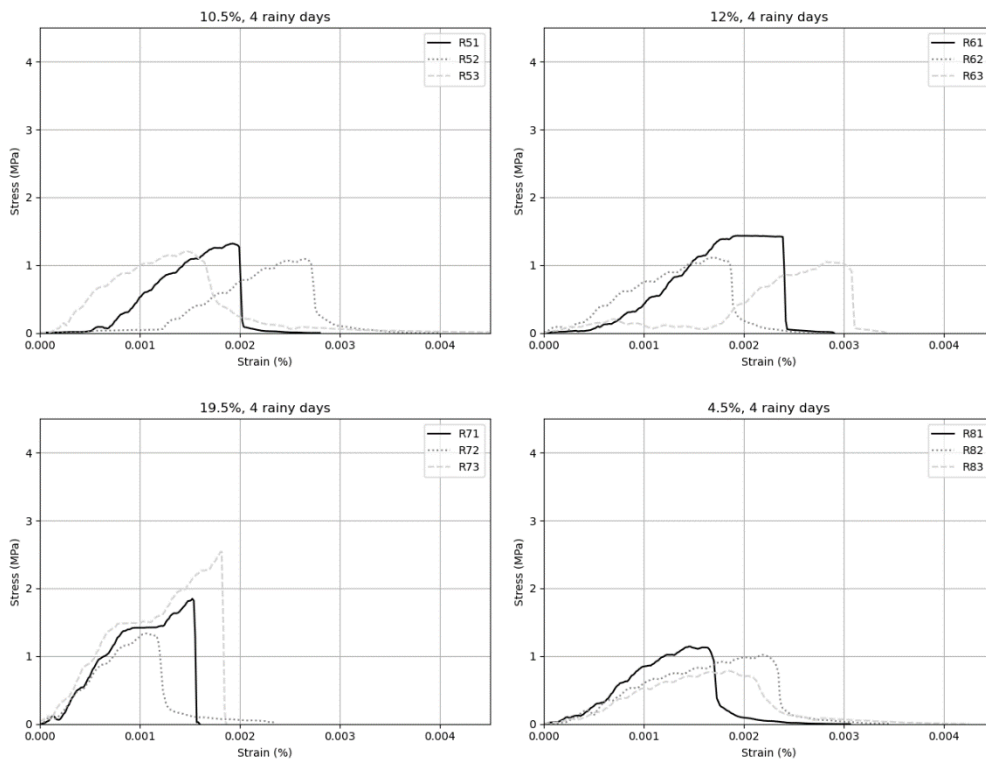 10.5%, 4 rainy days
R51
R52
R53
4
3
2
1
0
Stress (MPa)
0.000
0.001
0.002
0.003
0.004
Strain (%)
12%, 4 rainy days
R61
R62
R63
4
3
2
1
0
Stress (MPa)
0.000
0.001
0.002
0.003
0.004
Strain (%)
19.5%, 4 rainy days
R71
R72
R73
4
3
2
1
0
Stress (MPa)
0.000
0.001
0.002
0.003
0.004
Strain (%)
4.5%, 4 rainy days
R81
R82
R83
4
3
2
1
0
Stress (MPa)
0.000
0.001
0.002
0.003
0.004
Strain (%)